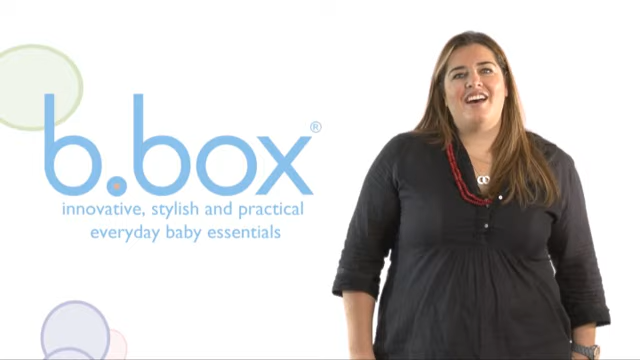 b.box®
innovative, stylish and practical
everyday baby essentials